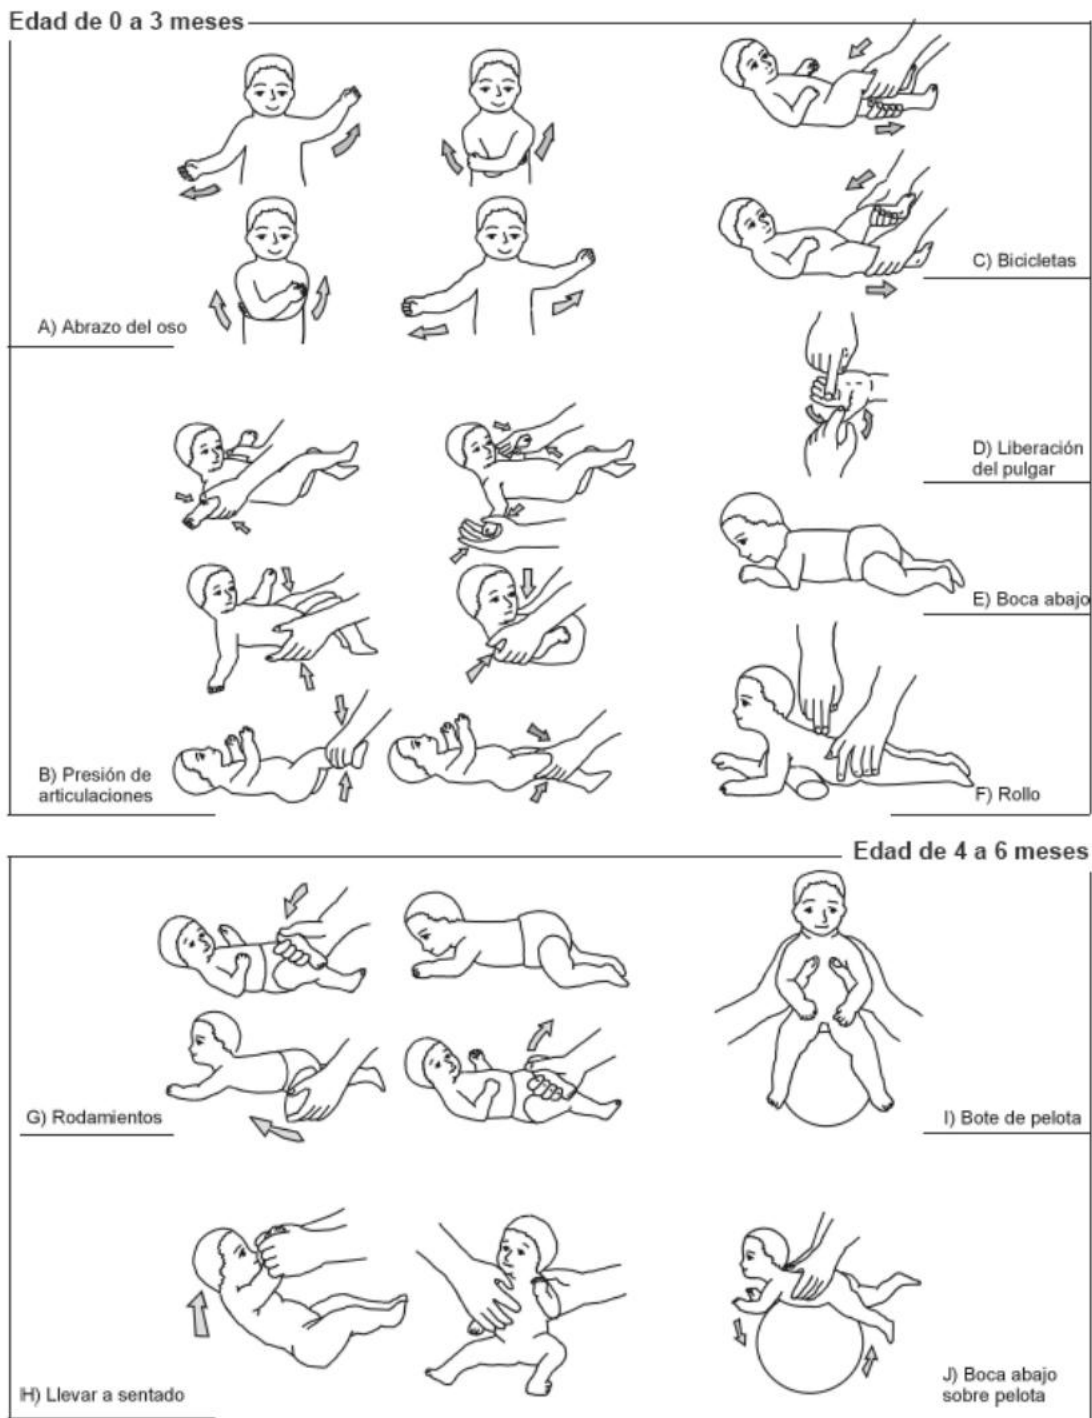 Edad de 0 a 3 meses
A) Abrazo del oso
B) Presión de
articulaciones
C) Bicicletas
D) Liberación
del pulgar
E) Boca abajo
F) Rollo
Edad de 4 a 6 meses
G) Rodamientos
H) Llevar a sentado
I) Bote de pelota
J) Boca abajo
sobre pelota